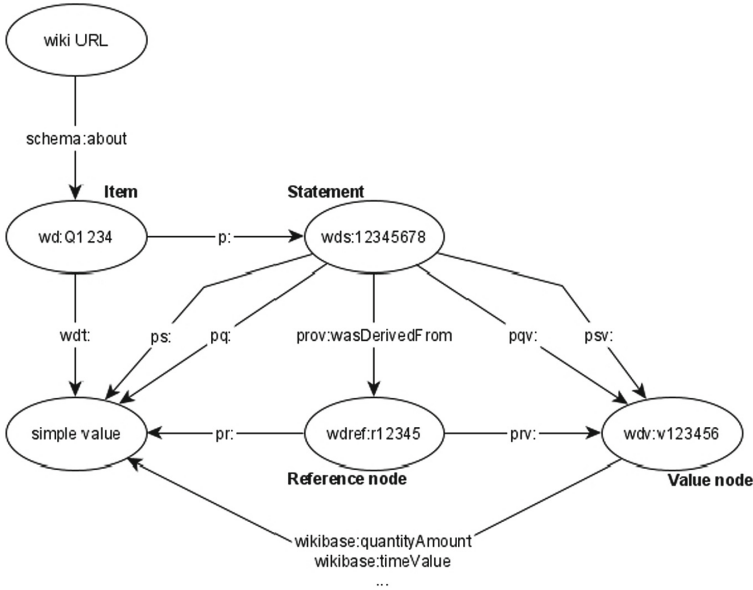 wiki URL
schema:about
Item
Statement
wd:Q1234
p:
wds:12345678
wdt:
ps:
pq:
prov:wasDerivedFrom
pqv:
psv:
simple value
pr:
wdref:r12345
prv:
wdv:v123456
Reference node
Value node
wikibase:quantityAmount
wikibase:timeValue
...